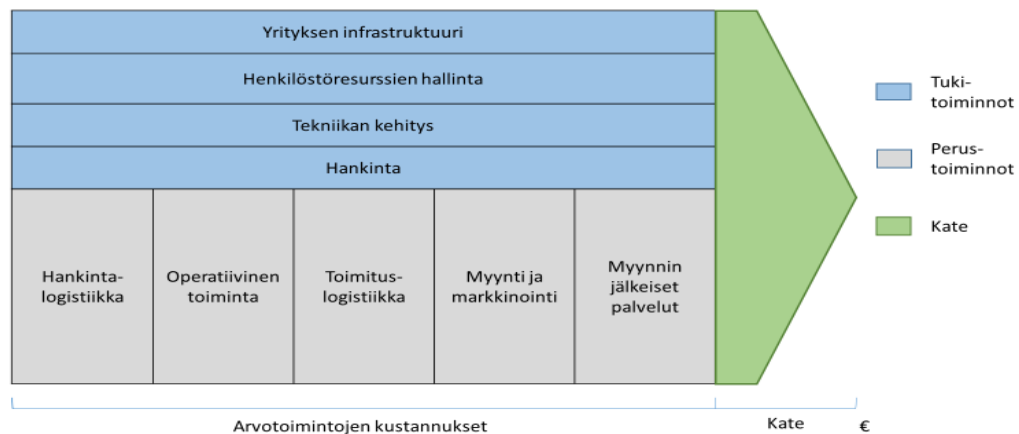 Yrityksen infrastruktuuri
Henkilöstöresurssien hallinta
Tekniikan kehitys
Hankinta
Hankinta-
logistiikka
Operatiivinen
toiminta
Toimitus-
logistiikka
Myynti ja
markkinointi
Myynnin
jälkeiset
palvelut
Tuki-
toiminnot
Perus-
toiminnot
Kate
Arvotoimintojen kustannukset
Kate
€